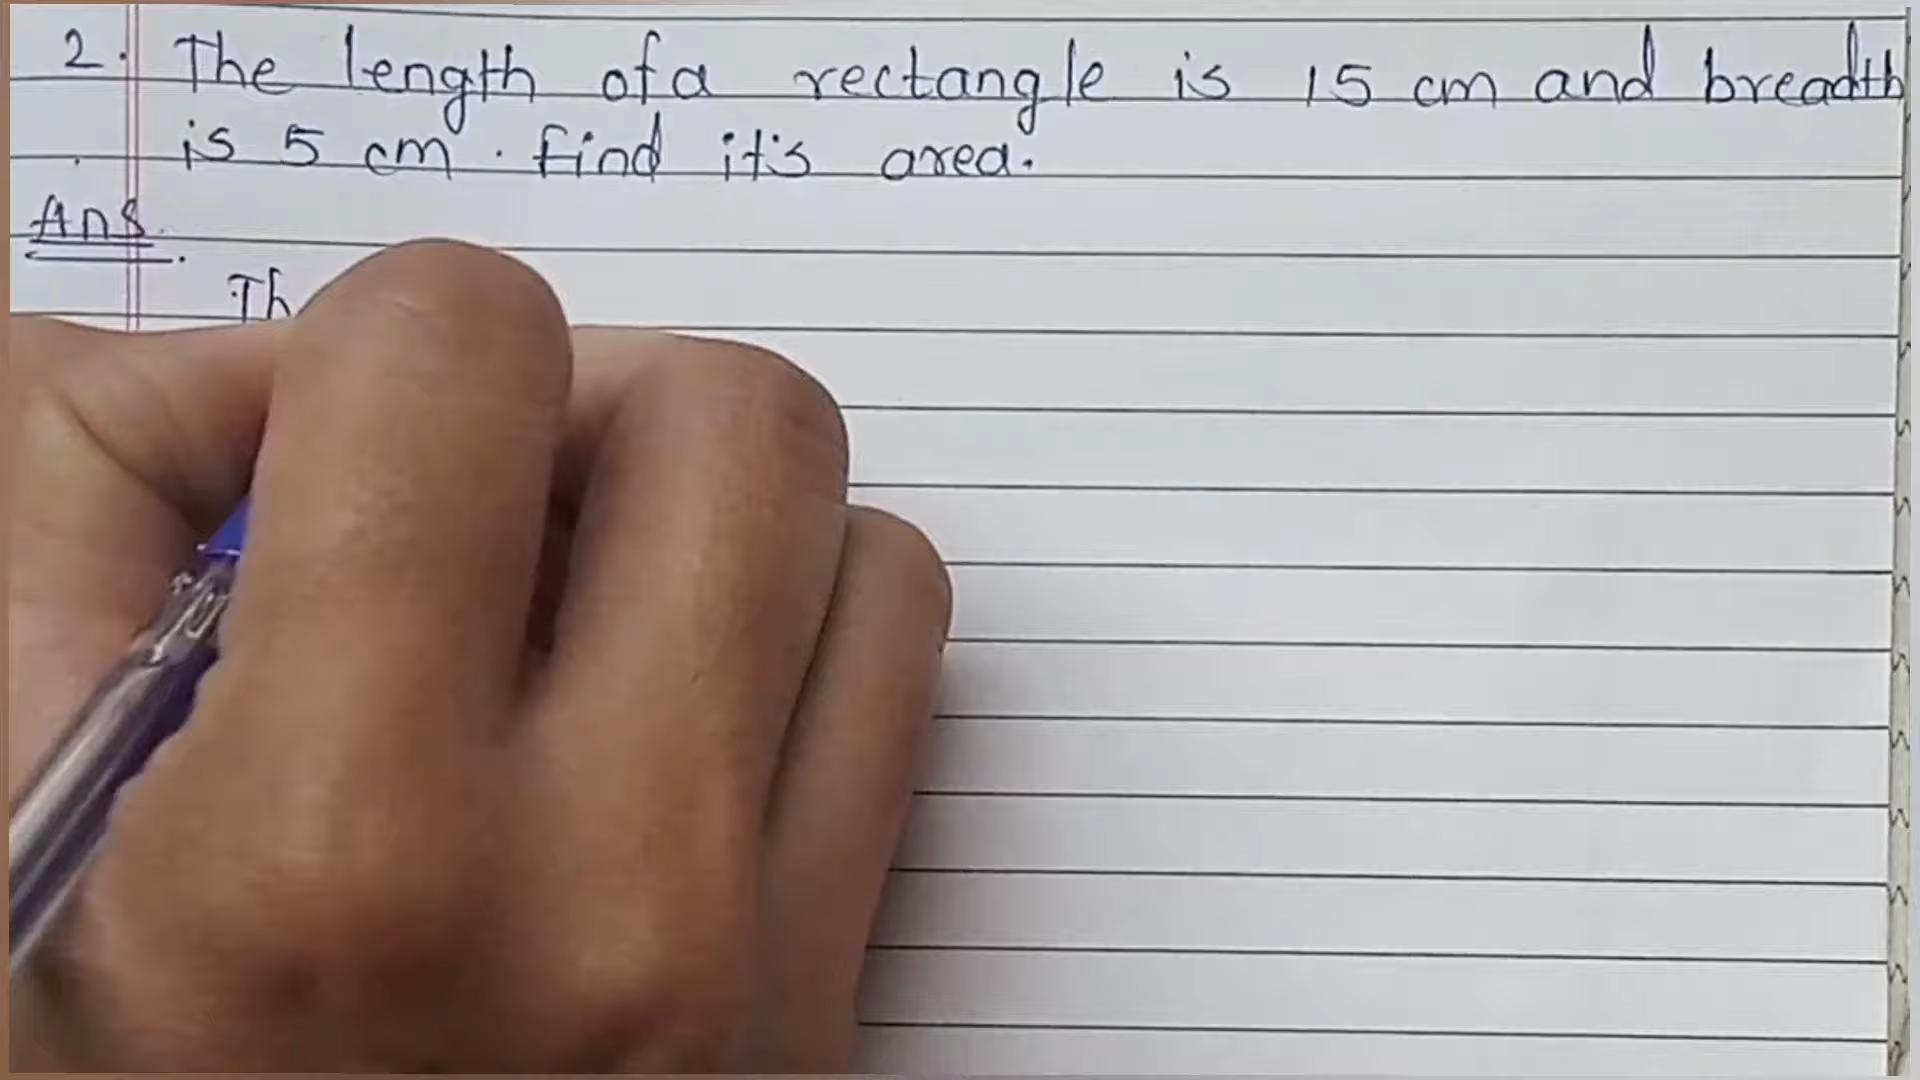 2. The length of a rectangle is 15 cm and breadth
is 5 cm. find it's area.
Ans.
Th